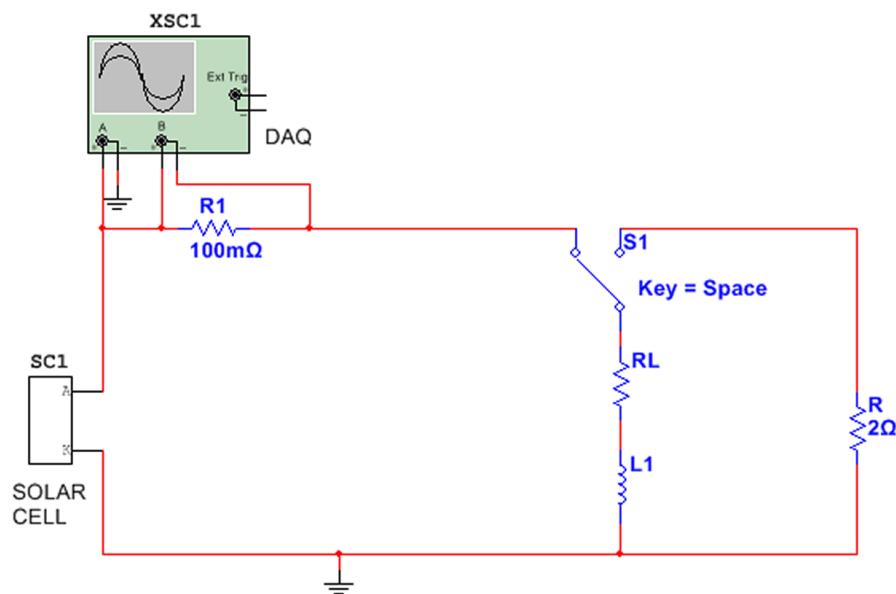 XSC1
Ext Trig
+
−
A
B
+ − + −
DAQ
R1
100mΩ
S1
Key = Space
RL
L1
R
2Ω
SC1
A
K
SOLAR
CELL